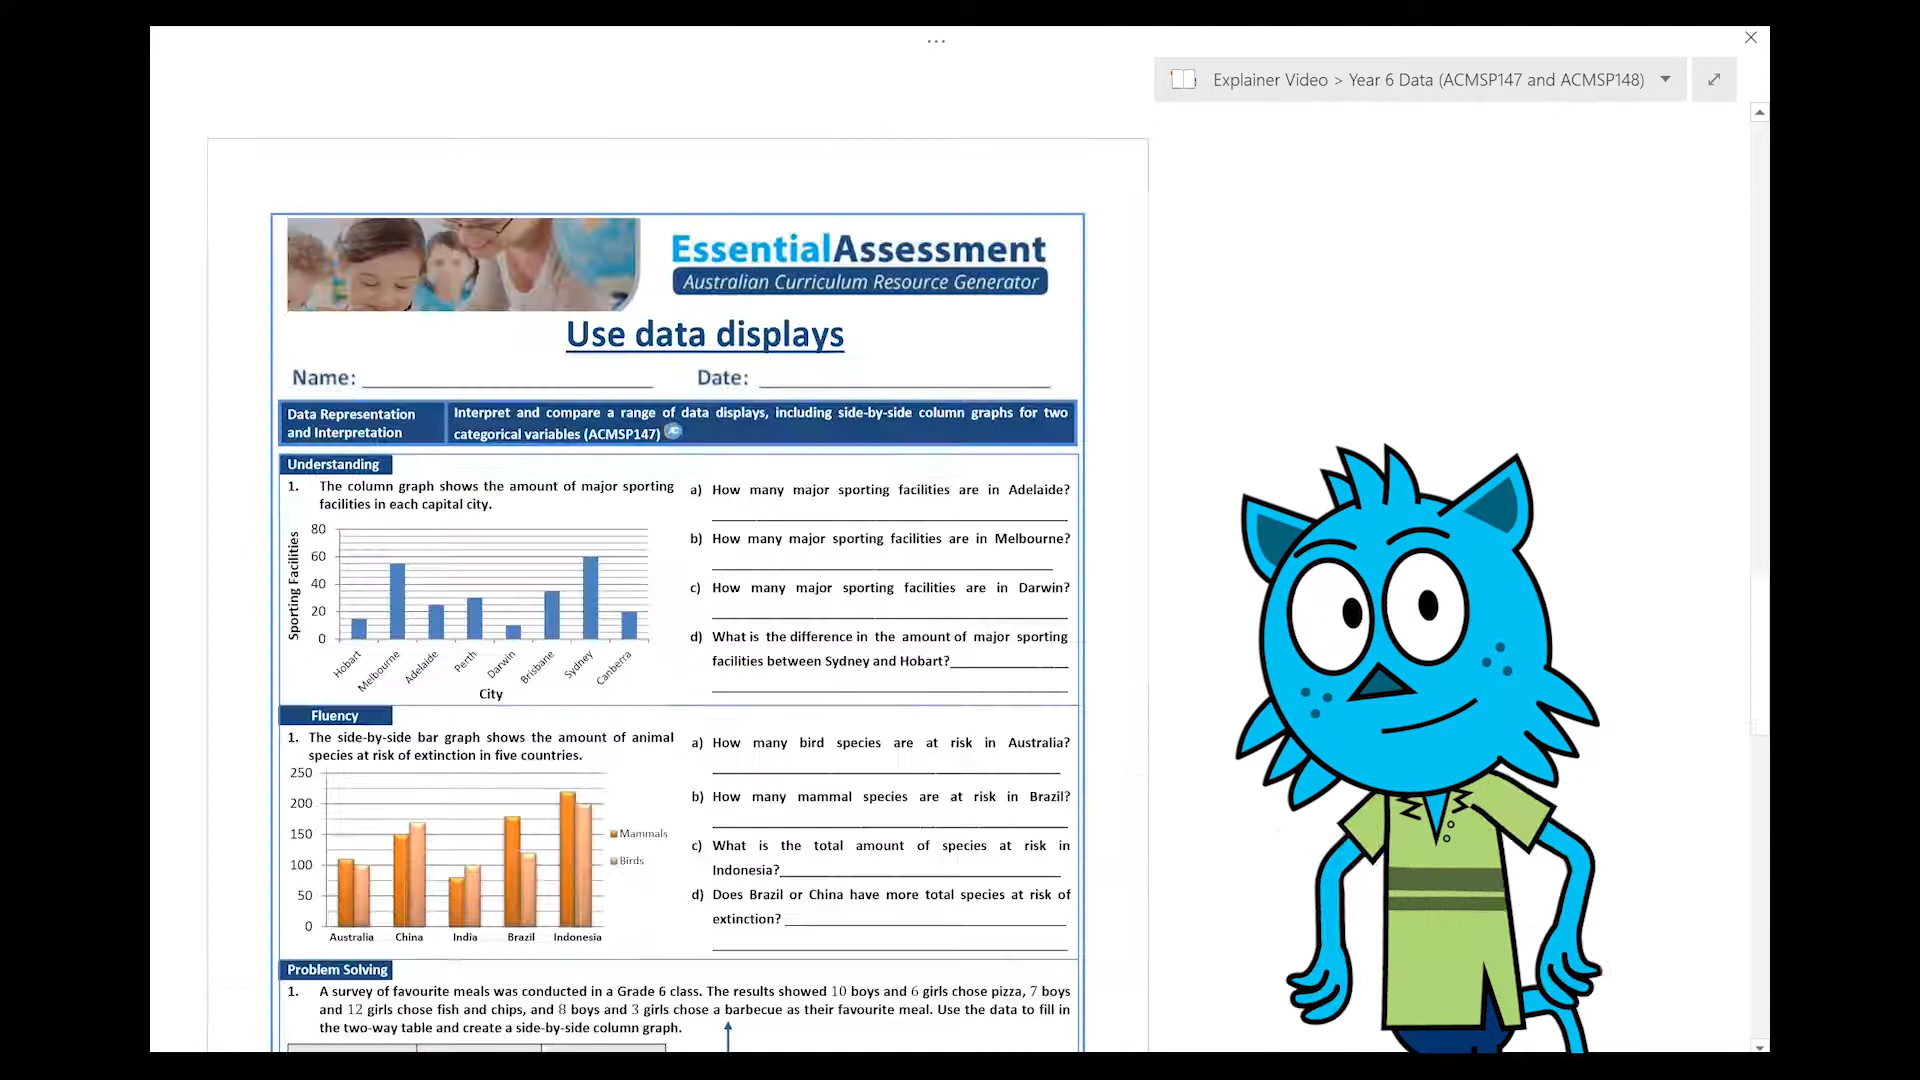 ...
Explainer Video > Year 6 Data (ACMSP147 and ACMSP148)
EssentialAssessment
Australian Curriculum Resource Generator
Use data displays
Name: ____________ Date: ____________
Data Representation
and Interpretation
Interpret and compare a range of data displays, including side-by-side column graphs for two
categorical variables (ACMSP147)
Understanding
1. The column graph shows the amount of major sporting
facilities in each capital city.
Sporting Facilities
80
60
40
20
0
Hobart
Melbourne
Adelaide
Perth
Darwin
Brisbane
Sydney
Canberra
City
a) How many major sporting facilities are in Adelaide?
b) How many major sporting facilities are in Melbourne?
c) How many major sporting facilities are in Darwin?
d) What is the difference in the amount of major sporting
facilities between Sydney and Hobart?
Fluency
1. The side-by-side bar graph shows the amount of animal
species at risk of extinction in five countries.
250
200
150
100
50
0
Australia
China
India
Brazil
Indonesia
Mammals
Birds
a) How many bird species are at risk in Australia?
b) How many mammal species are at risk in Brazil?
c) What is the total amount of species at risk in
Indonesia?
d) Does Brazil or China have more total species at risk of
extinction?
Problem Solving
1. A survey of favourite meals was conducted in a Grade 6 class. The results showed 10 boys and 6 girls chose pizza, 7 boys
and 12 girls chose fish and chips, and 8 boys and 3 girls chose a barbecue as their favourite meal. Use the data to fill in
the two-way table and create a side-by-side column graph.